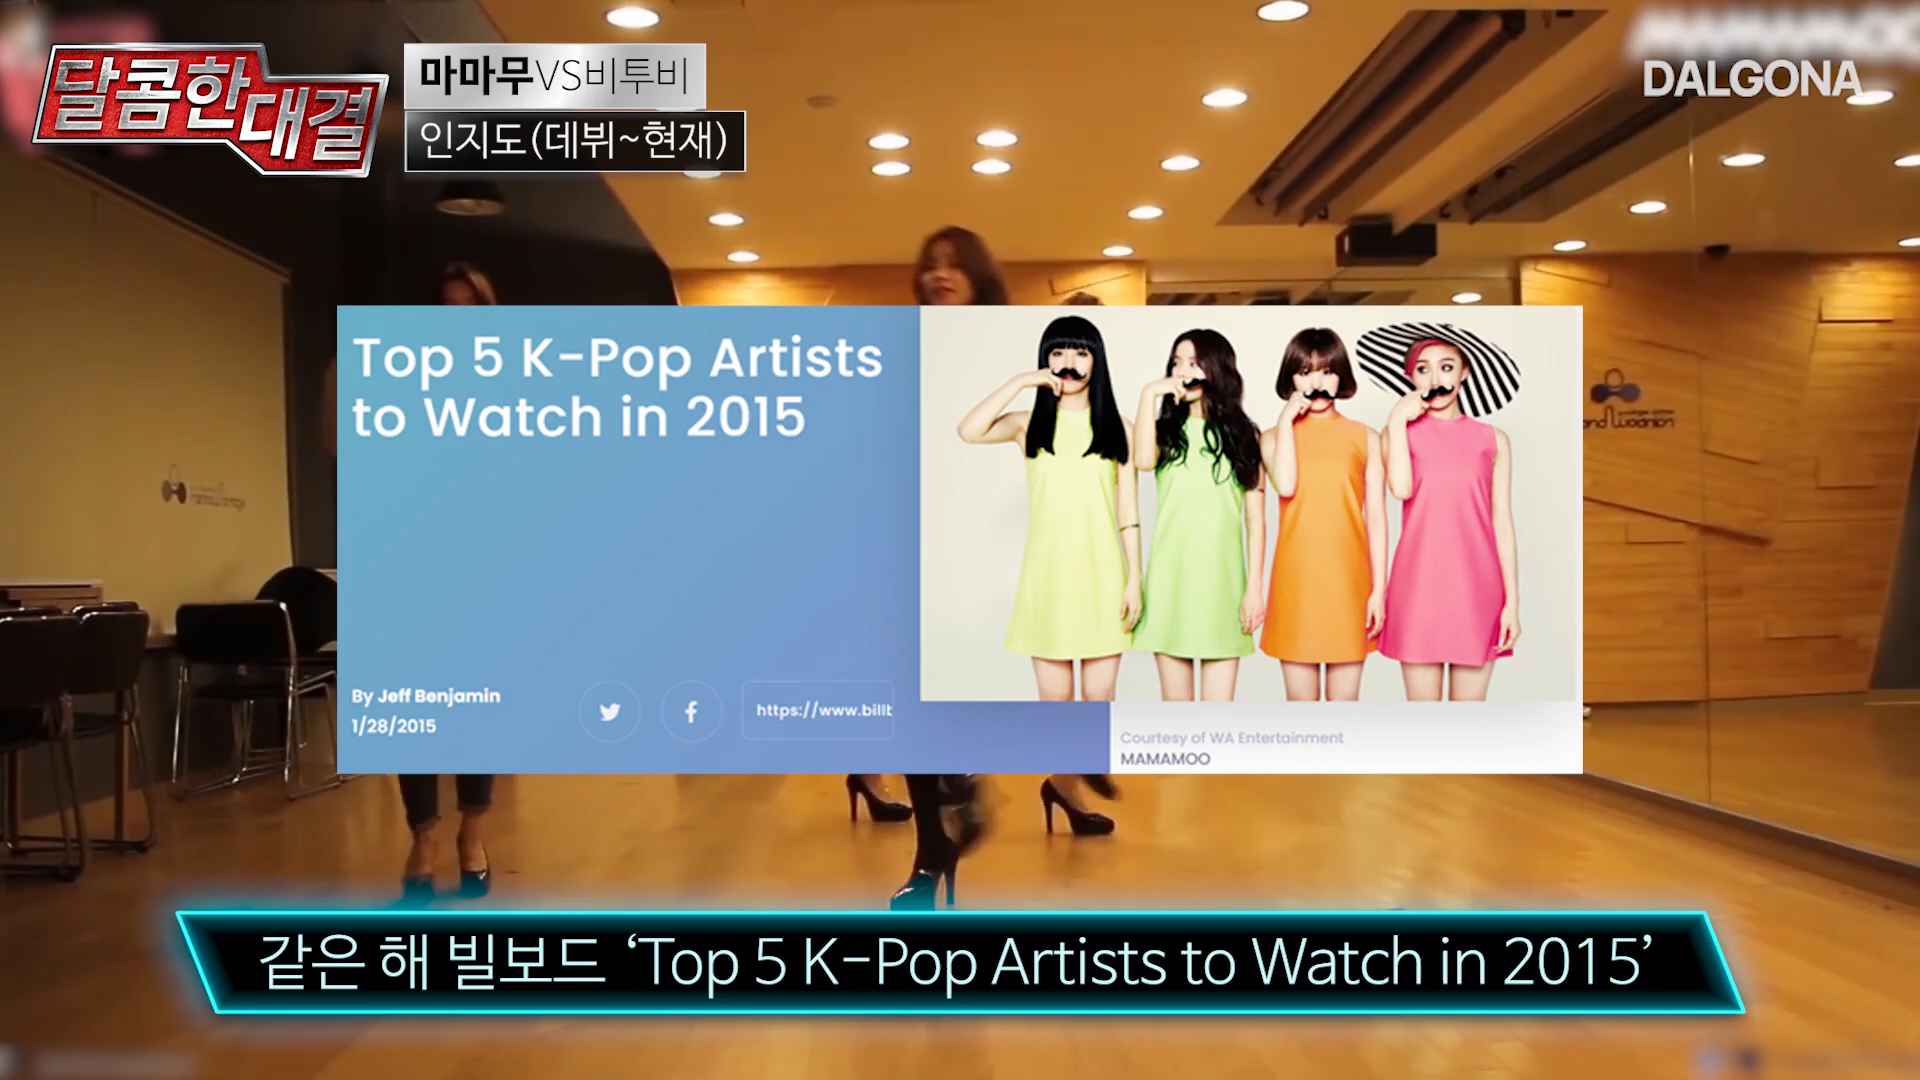 달콤한대결
마마무VS비투비
인지도(데뷔~현재)
DALGONA
Top 5 K-Pop Artists
to Watch in 2015
By Jeff Benjamin
1/28/2015
https://www.billb
Courtesy of WA Entertainment
MAMAMOO
같은 해 빌보드 ‘Top 5 K-Pop Artists to Watch in 2015’